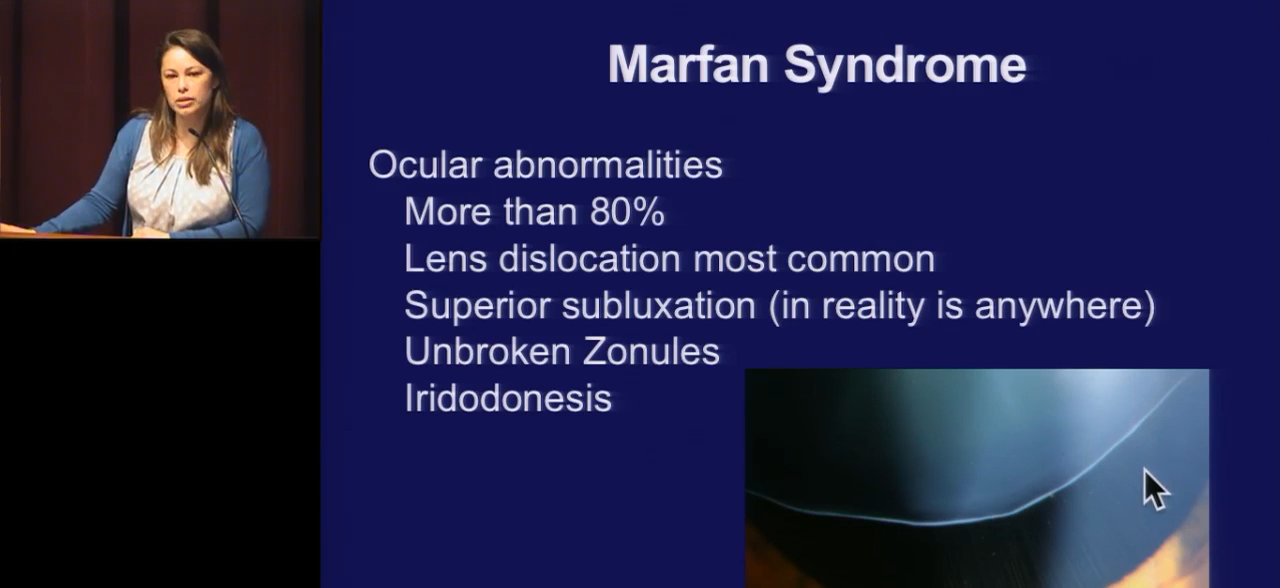 Marfan Syndrome
Ocular abnormalities
More than 80%
Lens dislocation most common
Superior subluxation (in reality is anywhere)
Unbroken Zonules
Iridodonesis